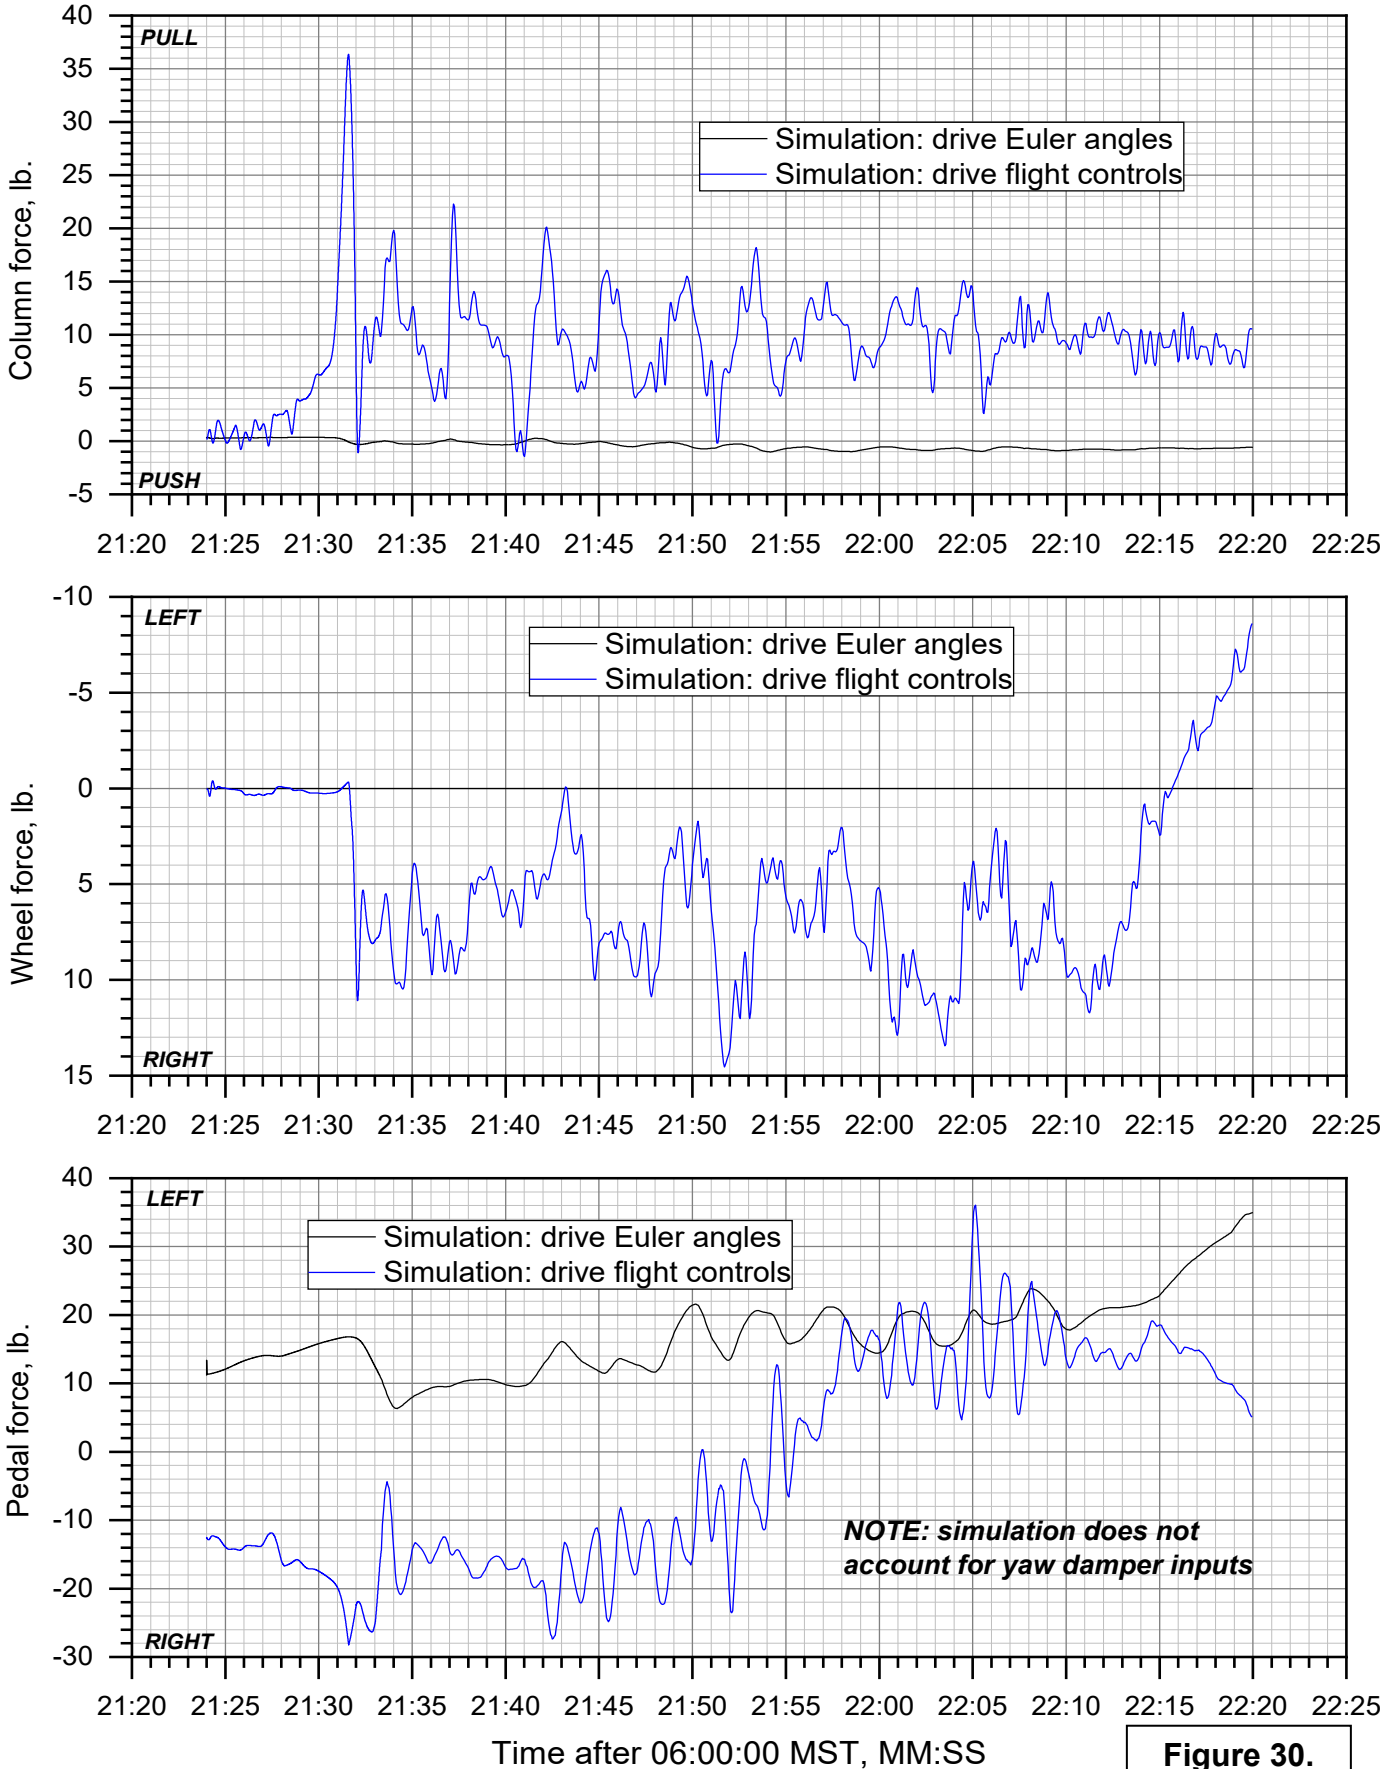 40
PULL
35
30
Simulation: drive Euler angles
25
Simulation: drive flight controls
20
15
10
5
0
PUSH
-5
Column force, lb.
21:20 21:25 21:30 21:35 21:40 21:45 21:50 21:55 22:00 22:05 22:10 22:15 22:20 22:25
-10
LEFT
Simulation: drive Euler angles
Simulation: drive flight controls
-5
0
5
10
RIGHT
15
Wheel force, lb.
21:20 21:25 21:30 21:35 21:40 21:45 21:50 21:55 22:00 22:05 22:10 22:15 22:20 22:25
40
LEFT
Simulation: drive Euler angles
30
Simulation: drive flight controls
20
10
0
-10
NOTE: simulation does not
account for yaw damper inputs
-20
RIGHT
-30
Pedal force, lb.
21:20 21:25 21:30 21:35 21:40 21:45 21:50 21:55 22:00 22:05 22:10 22:15 22:20 22:25
Time after 06:00:00 MST, MM:SS
Figure 30.